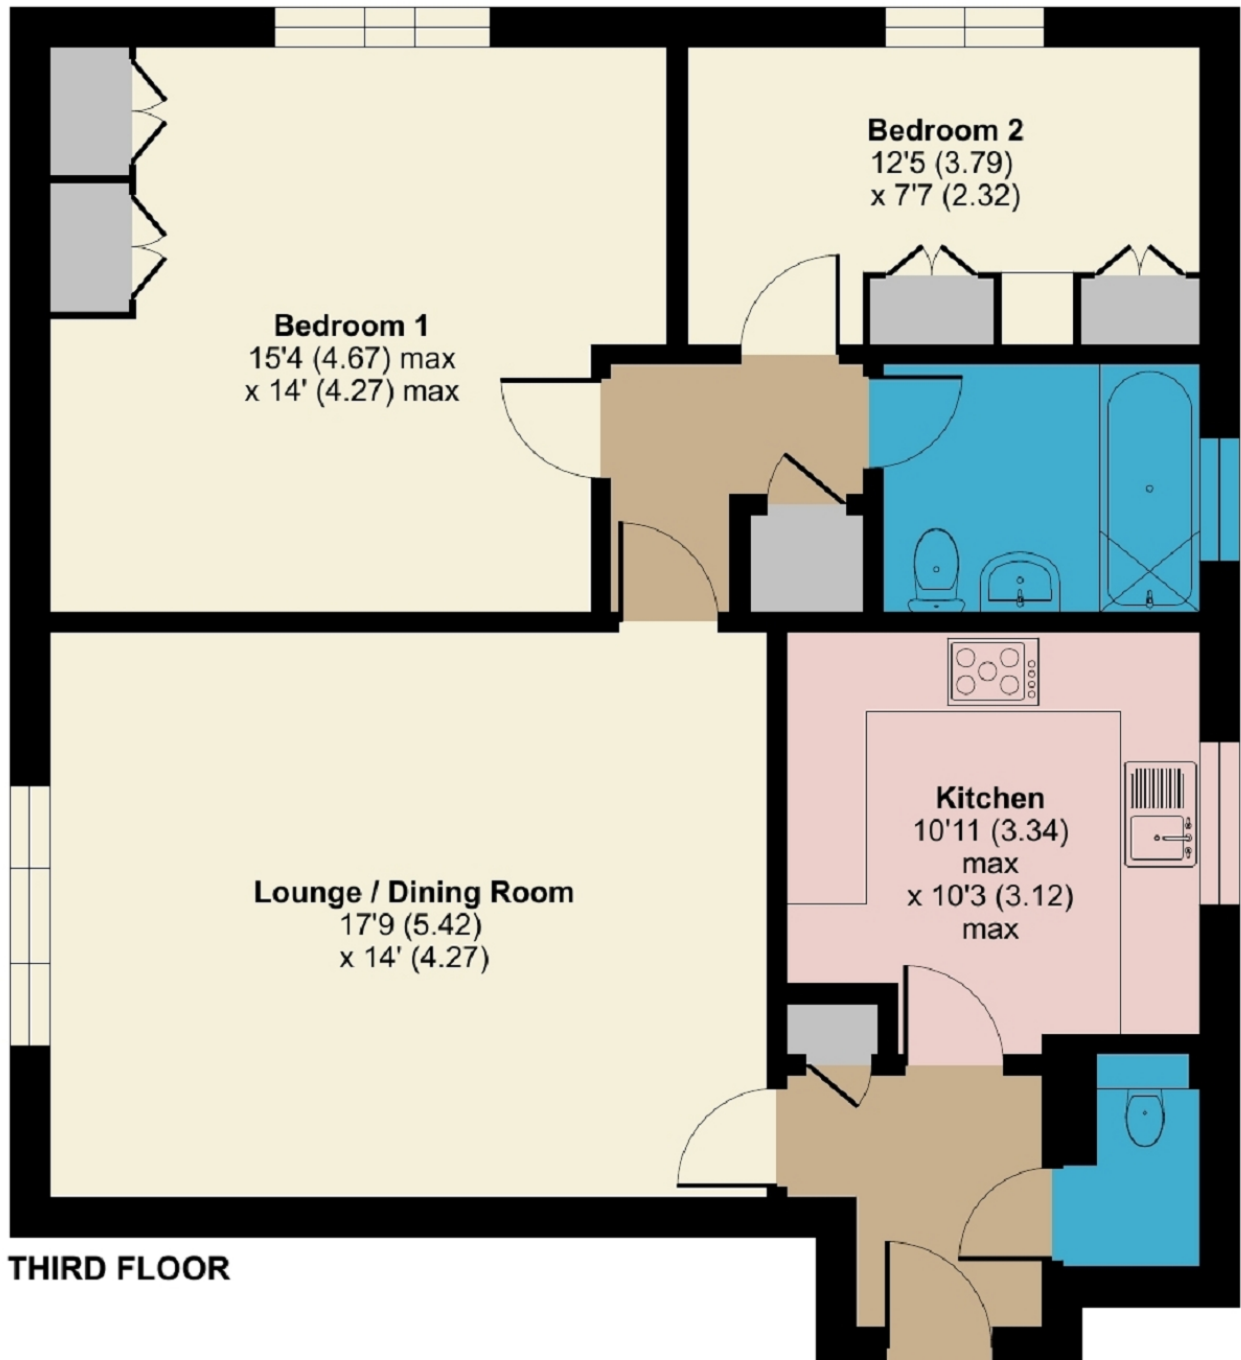 Bedroom 2
12'5 (3.79)
x 7'7 (2.32)
Bedroom 1
15'4 (4.67) max
x 14' (4.27) max
Kitchen
10'11 (3.34)
max
x 10'3 (3.12)
max
Lounge / Dining Room
17'9 (5.42)
x 14' (4.27)
THIRD FLOOR